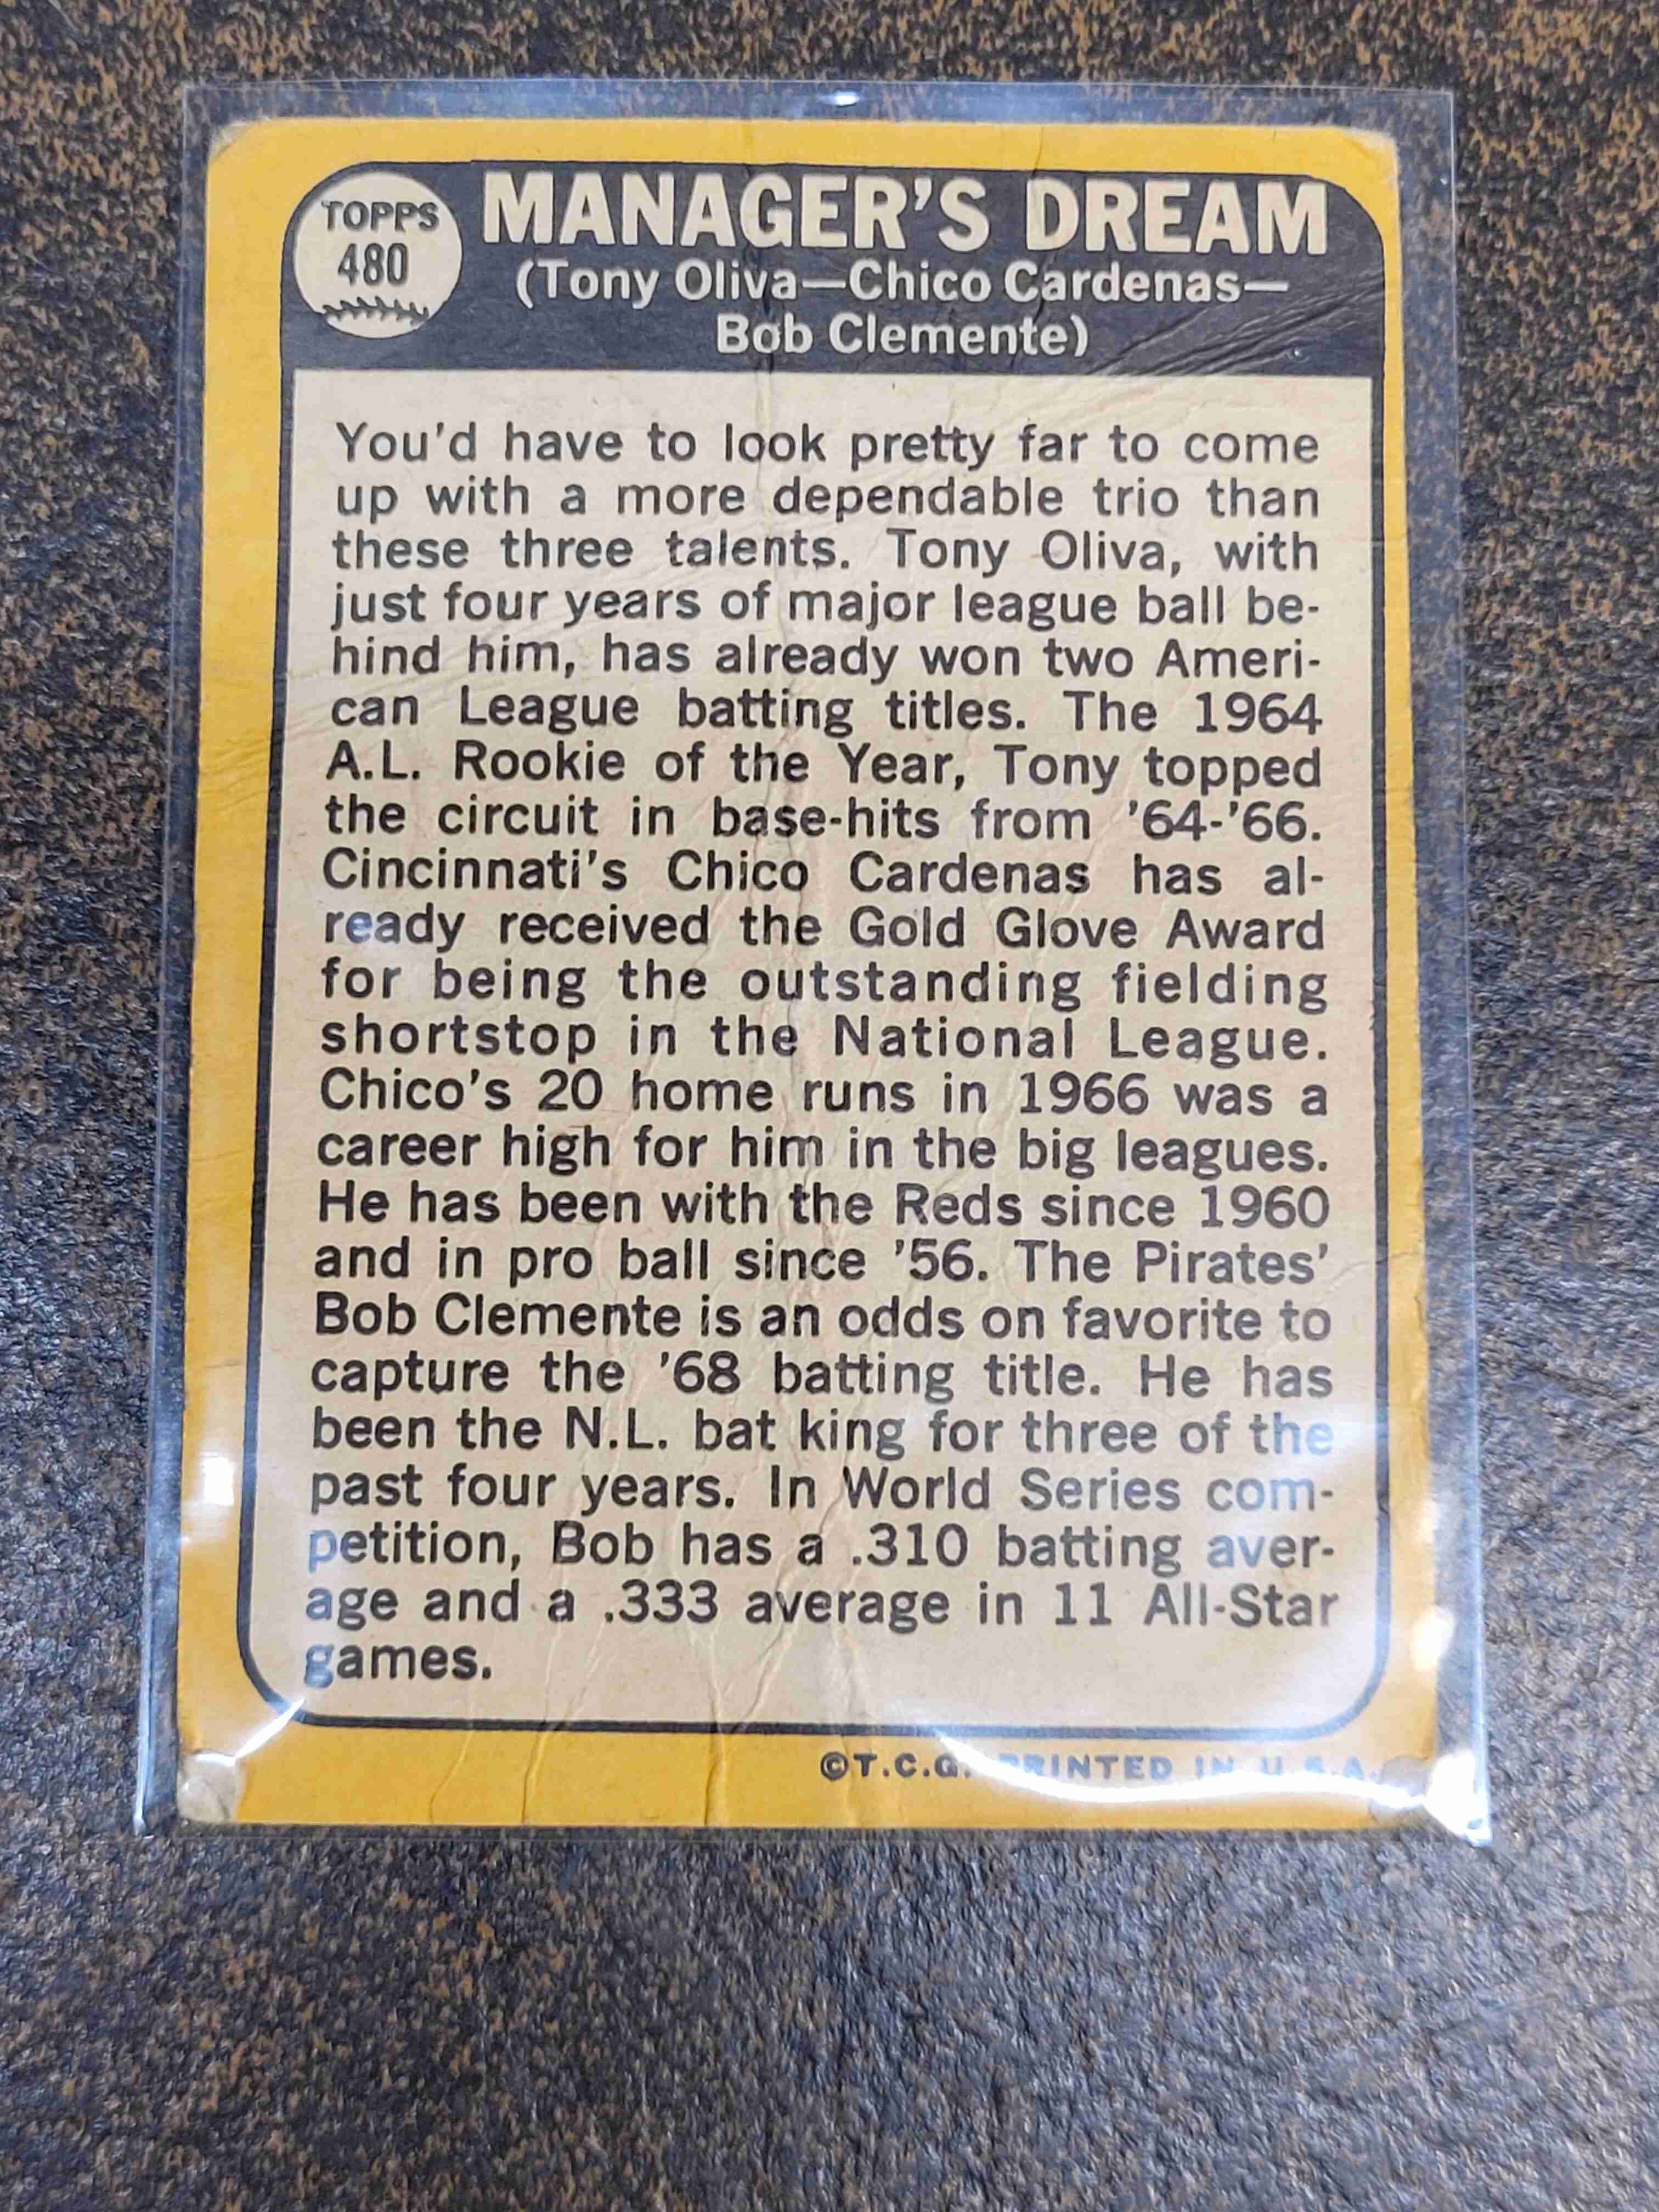 TOPPS
480
MANAGER'S DREAM
(Tony Oliva—Chico Cardenas—
Bob Clemente)
You'd have to look pretty far to come
up with a more dependable trio than
these three talents. Tony Oliva, with
just four years of major league ball be-
hind him, has already won two Ameri-
can League batting titles. The 1964
A.L. Rookie of the Year, Tony topped
the circuit in base-hits from '64-'66.
Cincinnati's Chico Cardenas has al-
ready received the Gold Glove Award
for being the outstanding fielding
shortstop in the National League.
Chico's 20 home runs in 1966 was a
career high for him in the big leagues.
He has been with the Reds since 1960
and in pro ball since '56. The Pirates'
Bob Clemente is an odds on favorite to
capture the '68 batting title. He has
been the N.L. bat king for three of the
past four years. In World Series com-
petition, Bob has a .310 batting aver-
age and a .333 average in 11 All-Star
games.
©T.C.G. PRINTED IN U.S.A.